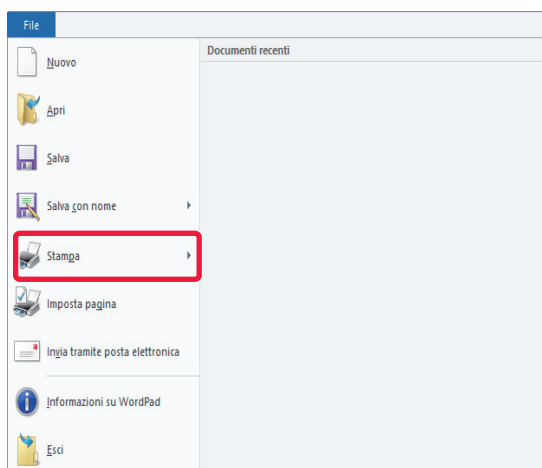 File
Documenti recenti
Nuovo
Apri
Salva
Salva con nome
Stampa
Imposta pagina
Invia tramite posta elettronica
Informazioni su WordPad
Esci